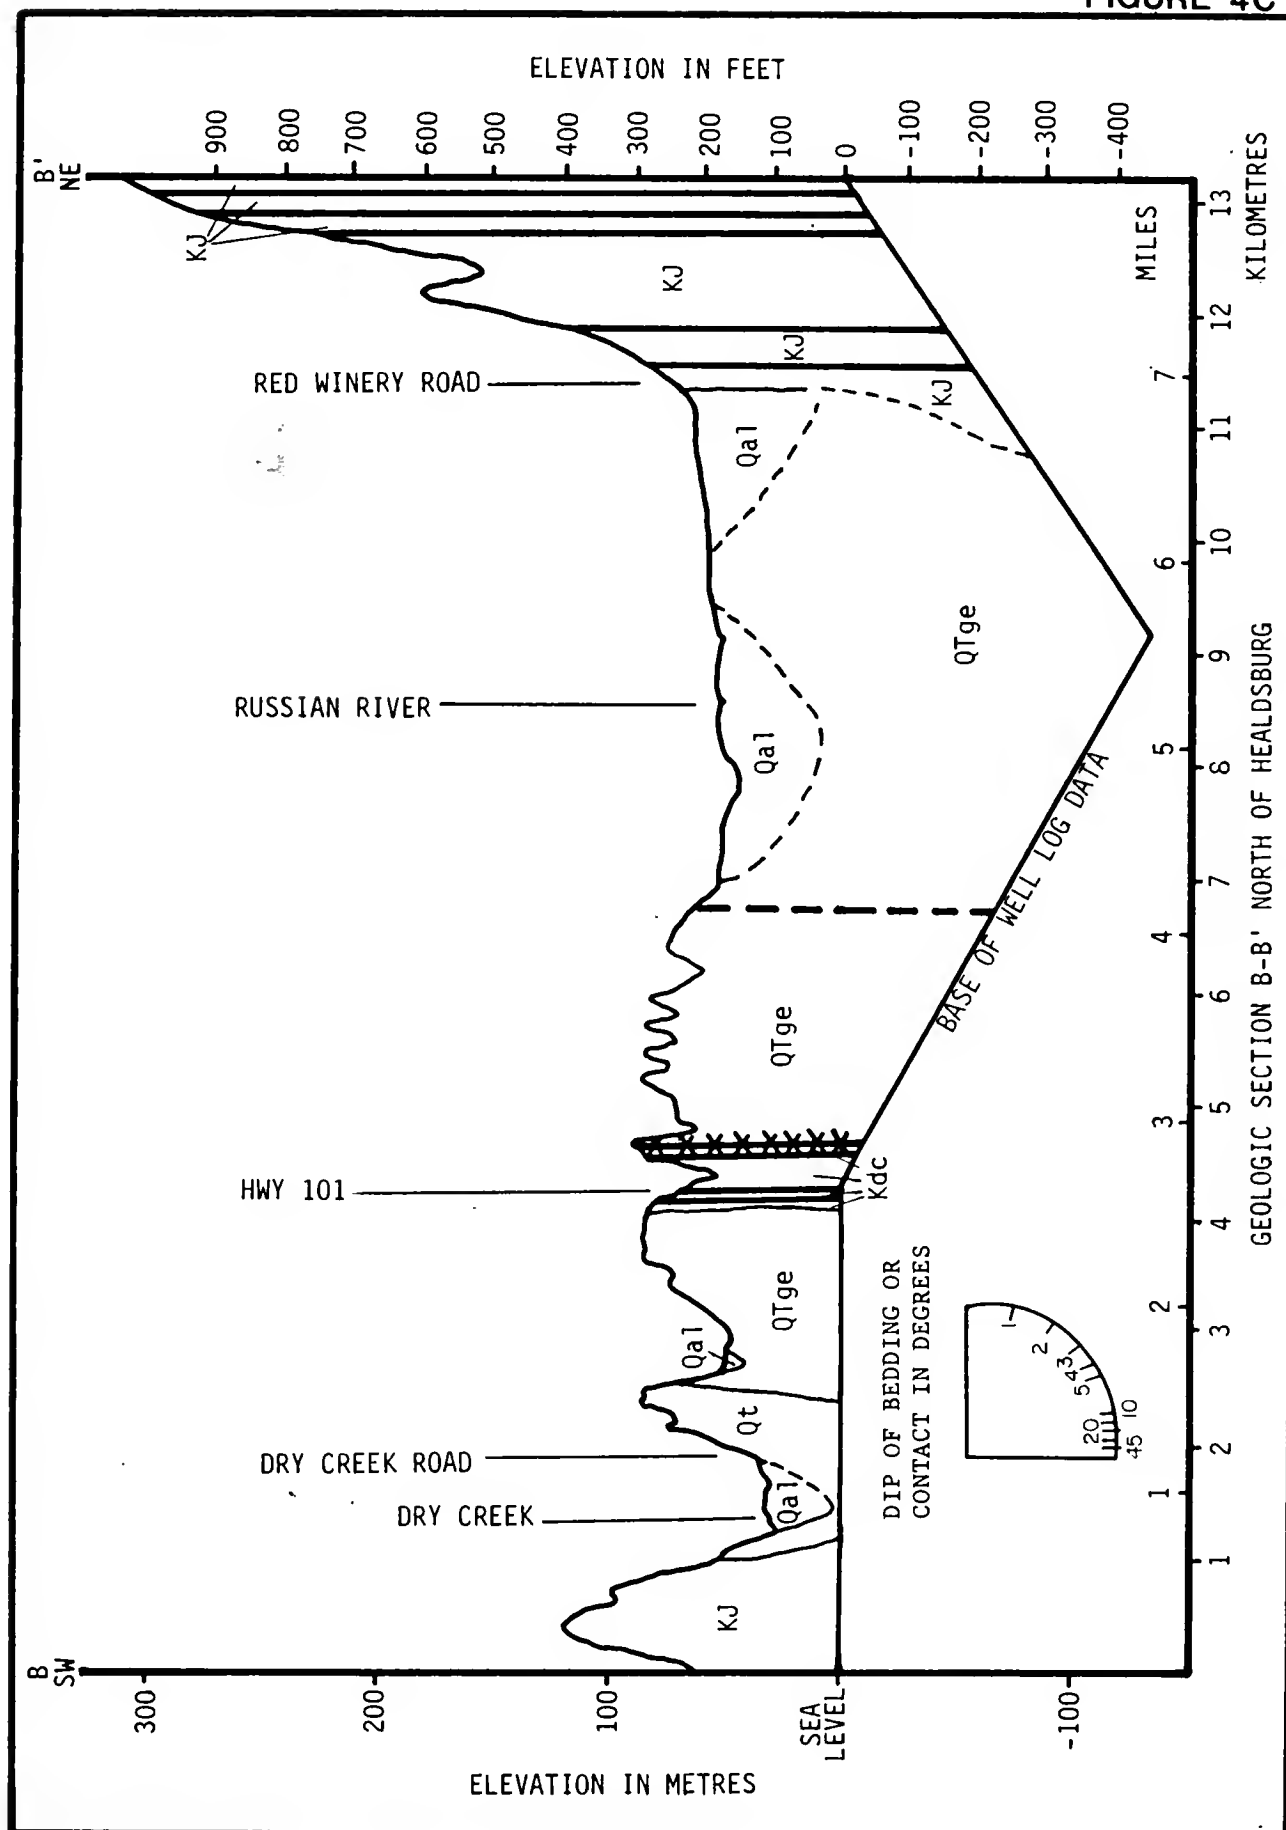 FIGURE 4C
B
SW
B'
NE
ELEVATION IN METRES
300
200
100
SEA
LEVEL
-100
ELEVATION IN FEET
900
800
700
600
500
400
300
200
100
0
-100
-200
-300
-400
DRY CREEK
DRY CREEK ROAD
HWY 101
RUSSIAN RIVER
RED WINERY ROAD
KJ
Qal
Qt
Qal
QTge
Kdc
QTge
Qal
QTge
Qal
KJ
KJ
KJ
KJ
BASE OF WELL LOG DATA
DIP OF BEDDING OR
CONTACT IN DEGREES
1
2
3
4
5
10
20
45
1
2
3
4
5
6
7
MILES
1
2
3
4
5
6
7
8
9
10
11
12
13
KILOMETRES
GEOLOGIC SECTION B-B' NORTH OF HEALDSBURG